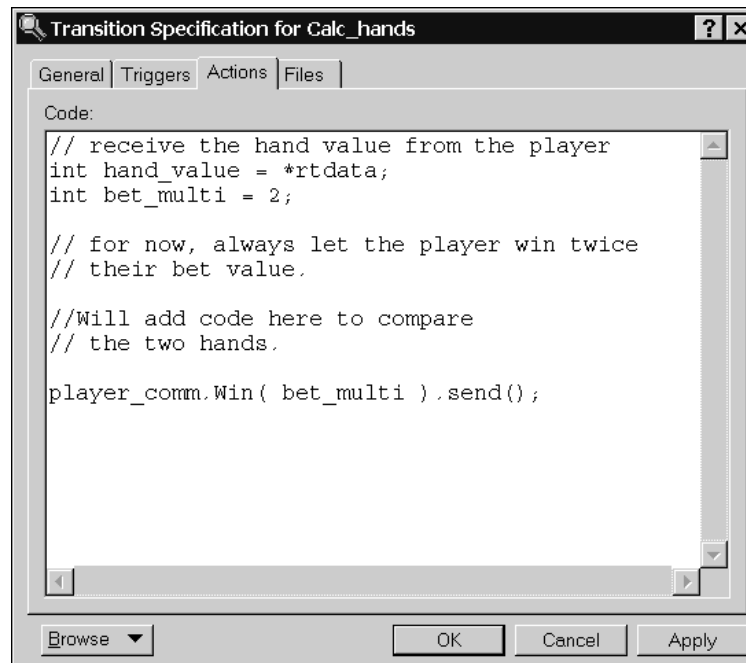 Transition Specification for Calc_hands
General Triggers Actions Files
Code:
// receive the hand value from the player
int hand_value = *rtdata;
int bet_multi = 2;
// for now, always let the player win twice
// their bet value.
//Will add code here to compare
// the two hands.
player_comm.Win( bet_multi ).send();
Browse OK Cancel Apply